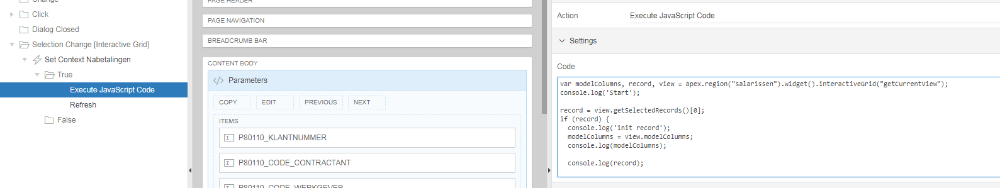 Change
Click
Dialog Closed
Selection Change [Interactive Grid]
Set Context Nabetalingen
True
Execute JavaScript Code
Refresh
False
PAGE HEADER
PAGE NAVIGATION
BREADCRUMB BAR
CONTENT BODY
</> Parameters
COPY EDIT PREVIOUS NEXT
ITEMS
P80110_KLANTNUMMER
P80110_CODE_CONTRACTANT
P80110_CODE_WERKGEVER
Action Execute JavaScript Code
Settings
Code
var modelColumns, record, view = apex.region("salarissen").widget().interactiveGrid("getCurrentView");
console.log('Start');
record = view.getSelectedRecords()[0];
if (record) {
console.log('init record');
modelColumns = view.modelColumns;
console.log(modelColumns);
console.log(record);